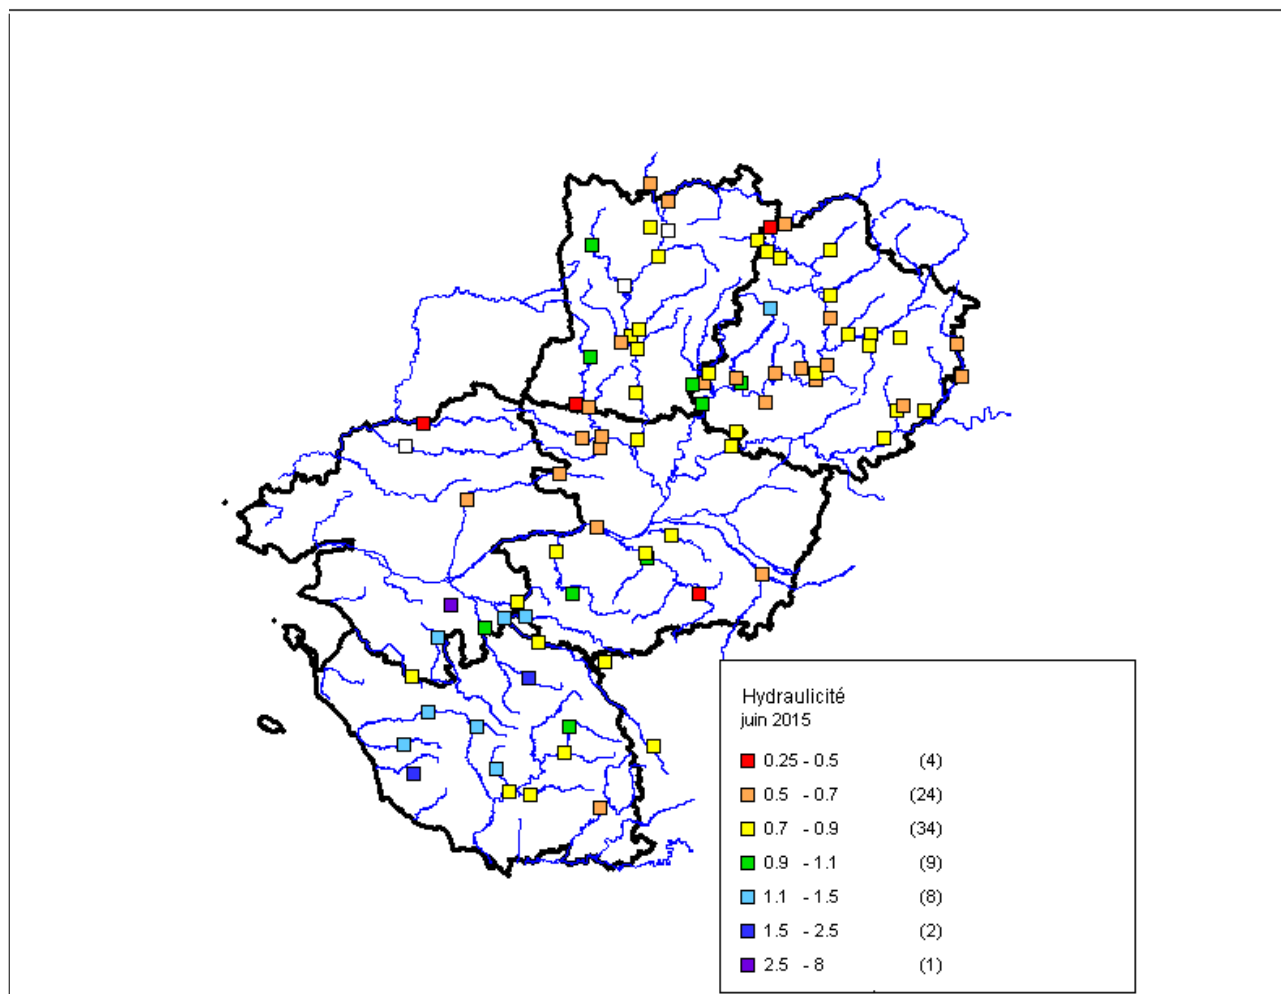 Hydraulicité
juin 2015
0.25 - 0.5 (4)
0.5 - 0.7 (24)
0.7 - 0.9 (34)
0.9 - 1.1 (9)
1.1 - 1.5 (8)
1.5 - 2.5 (2)
2.5 - 8 (1)